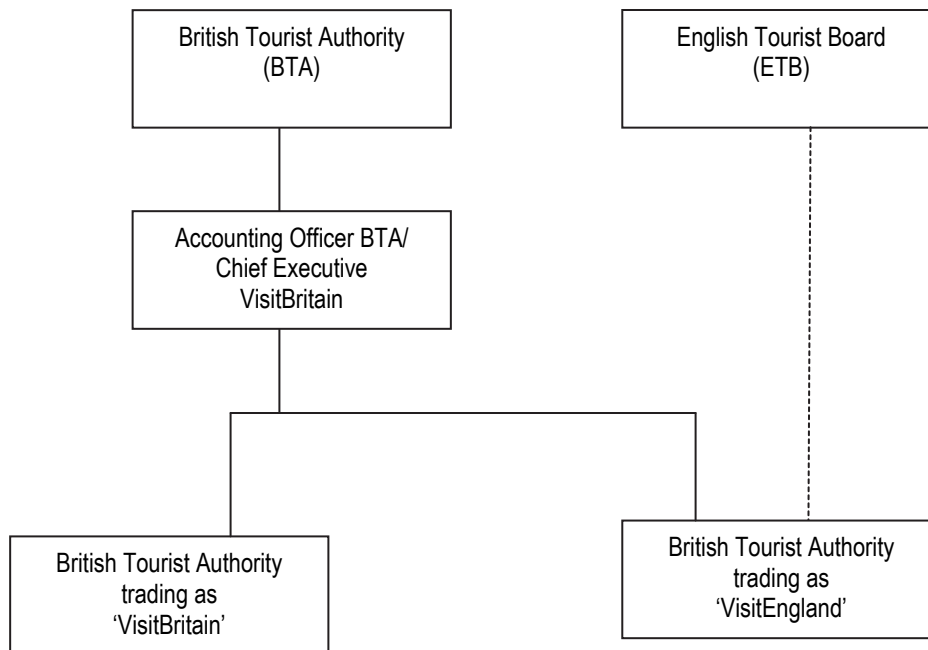 British Tourist Authority
(BTA)
English Tourist Board
(ETB)
Accounting Officer BTA/
Chief Executive
VisitBritain
British Tourist Authority
trading as
‘VisitBritain’
British Tourist Authority
trading as
‘VisitEngland’